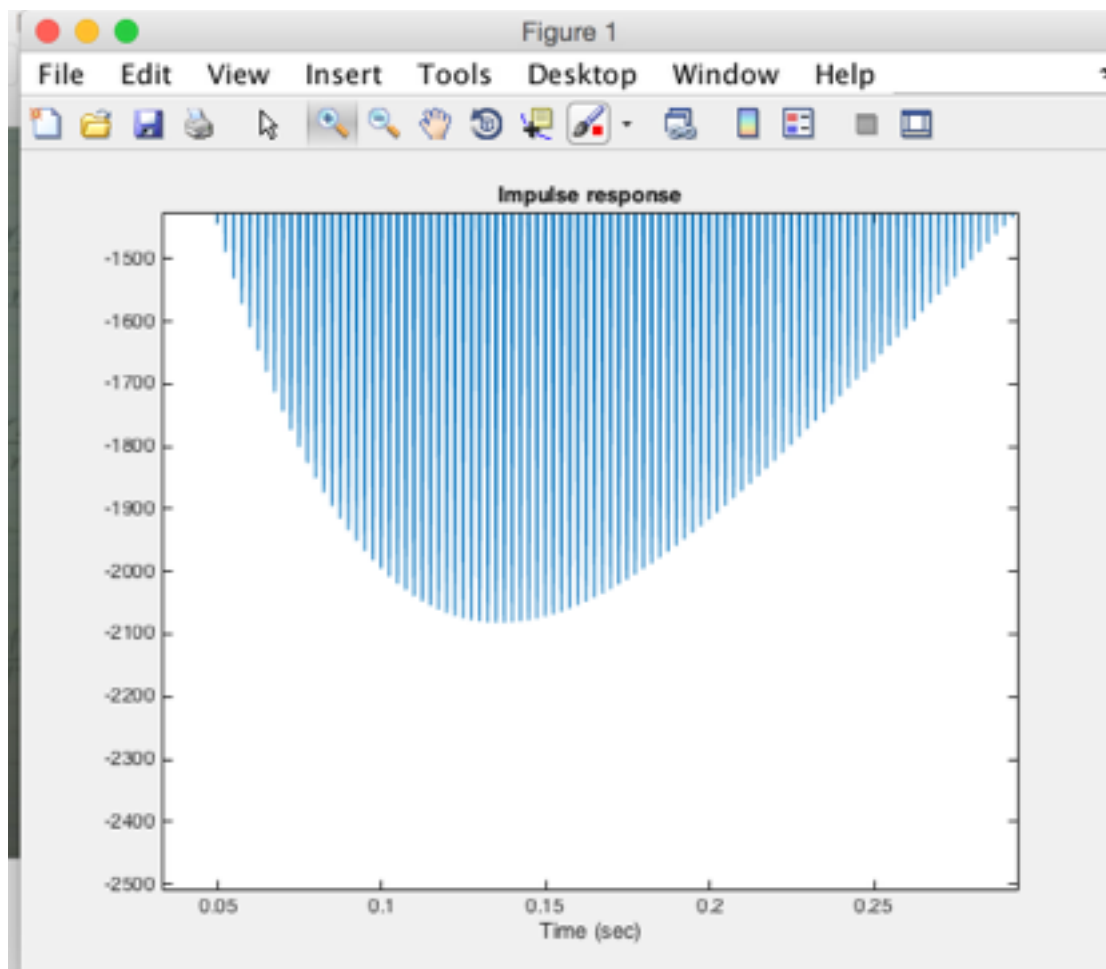 Figure 1
File Edit View Insert Tools Desktop Window Help
Impulse response
-1500
-1600
-1700
-1800
-1900
-2000
-2100
-2200
-2300
-2400
-2500
0.05 0.1 0.15 0.2 0.25
Time (sec)